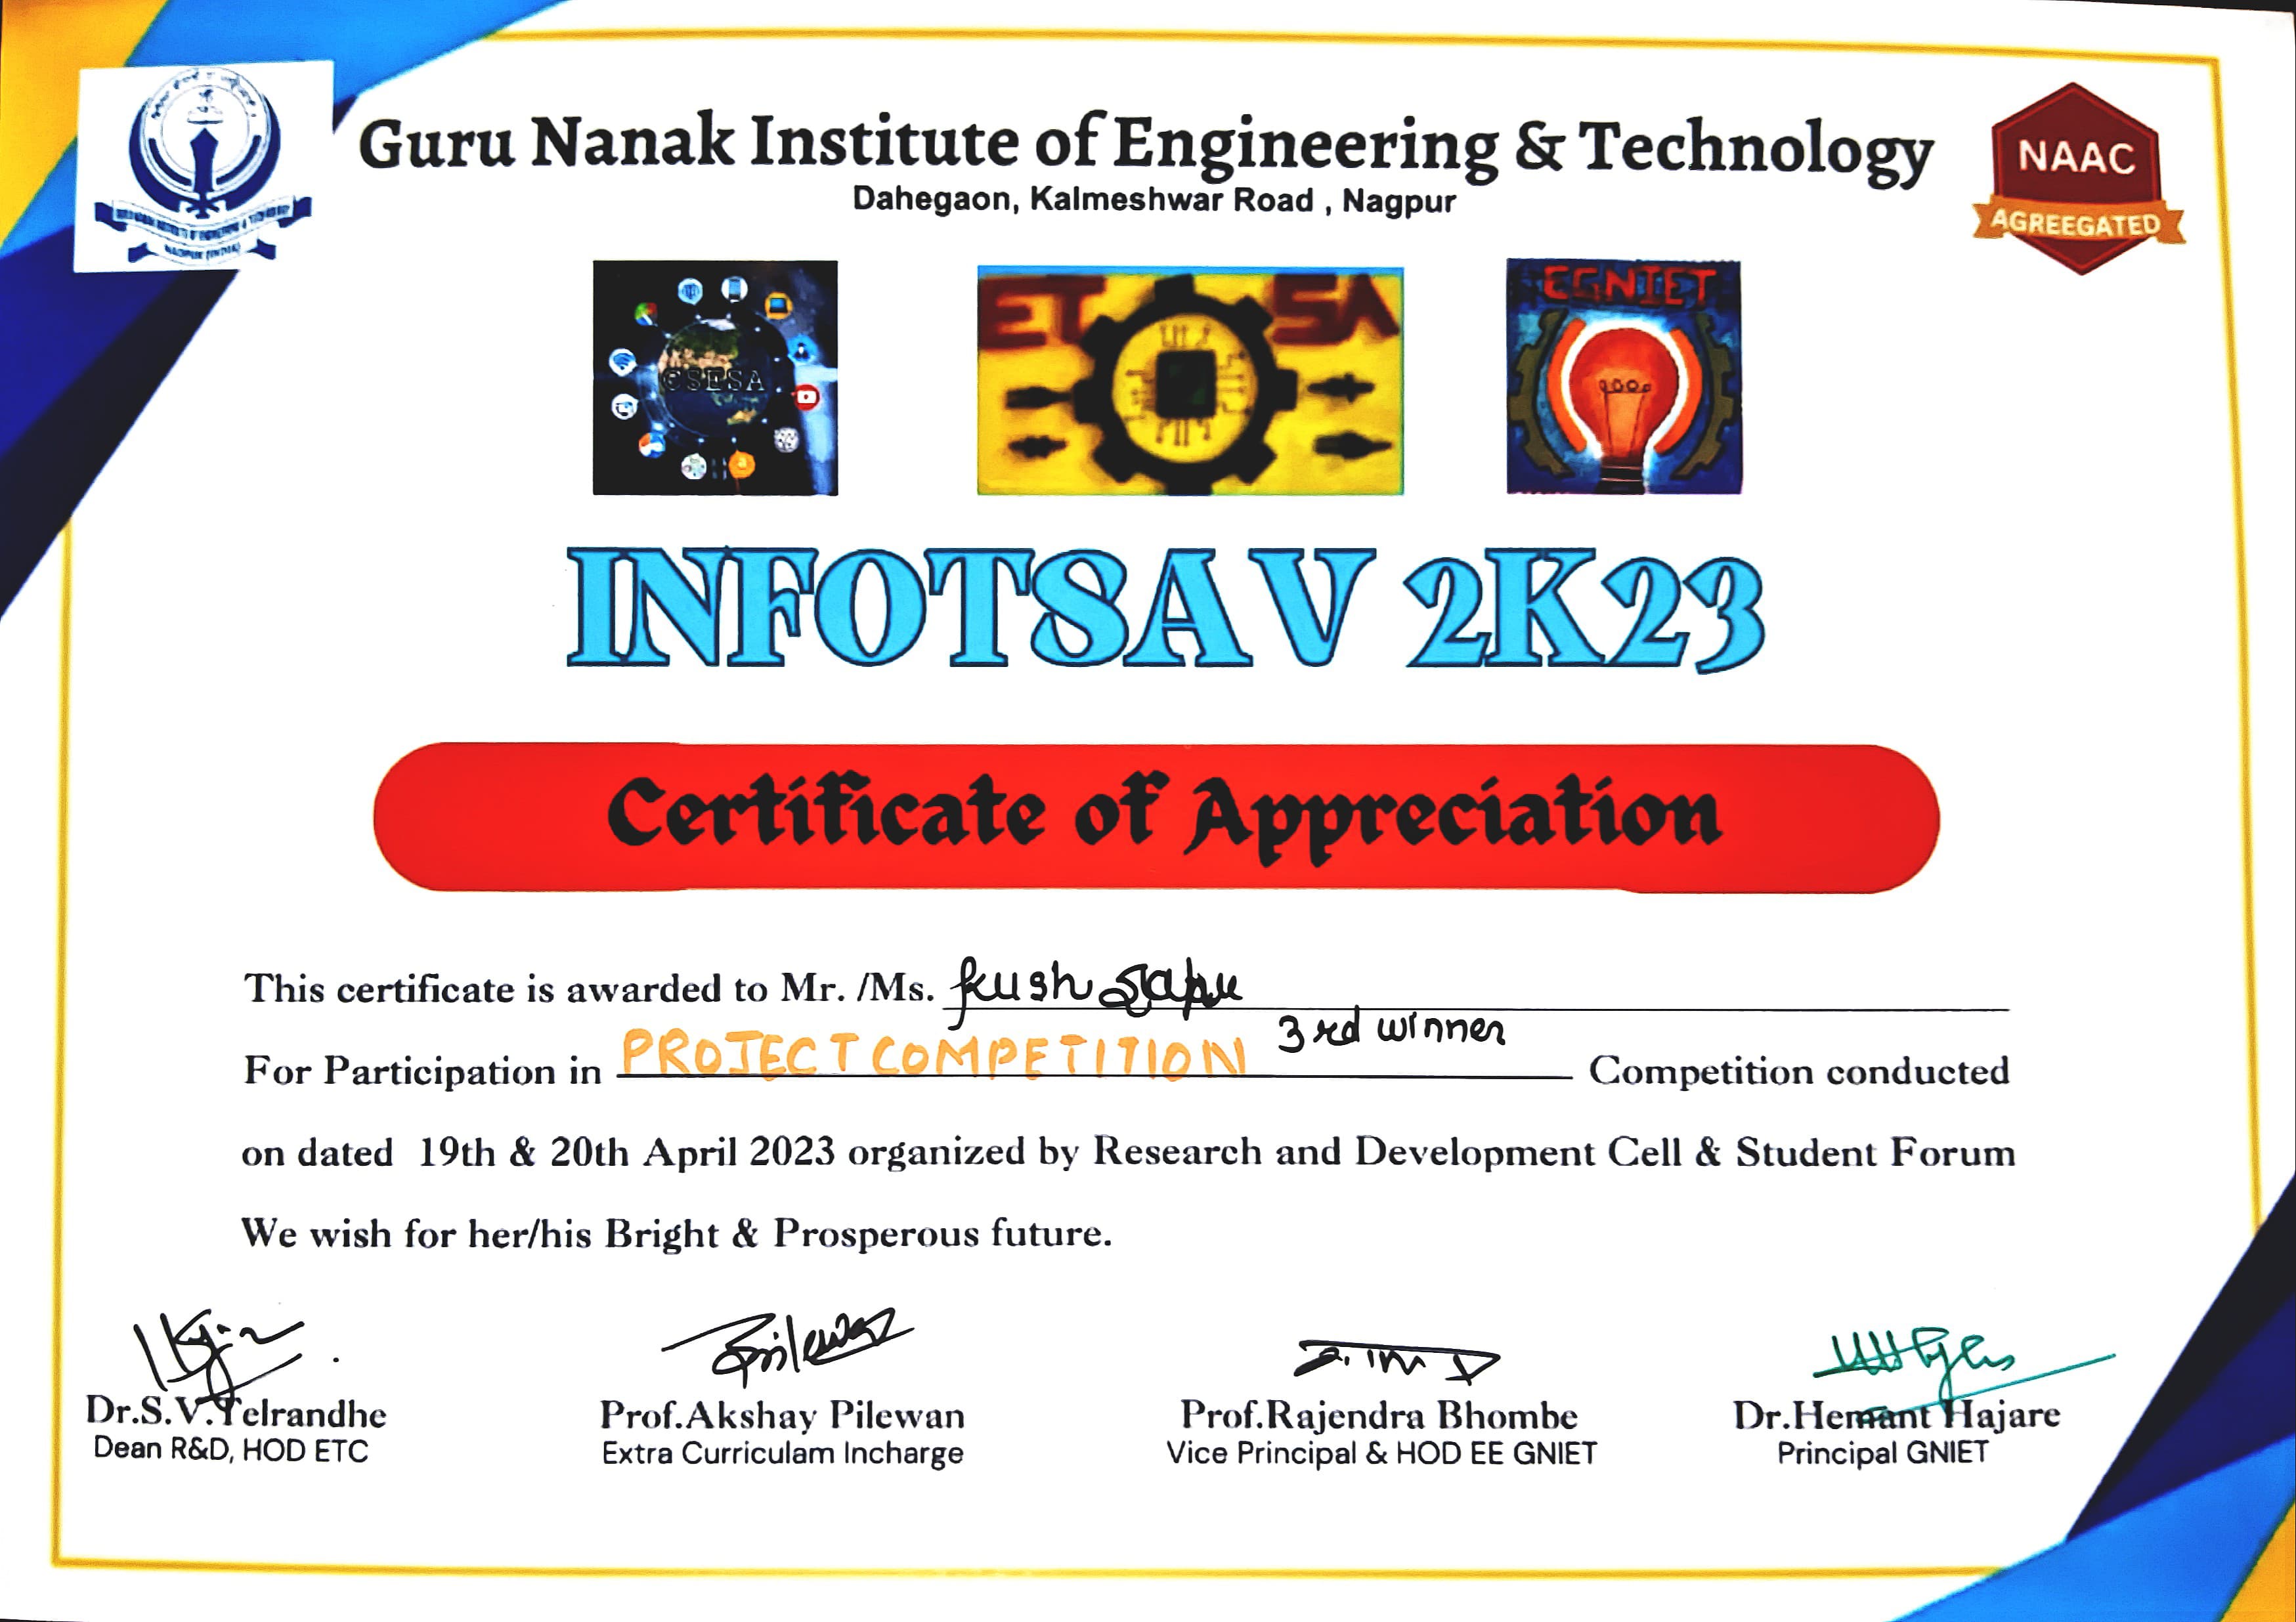 Guru Nanak Institute of Engineering & Technology
Dahegaon, Kalmeshwar Road , Nagpur
NAAC
AGREEGATED
CSESA
ET SA
EGNIET
INFOTSAV 2K23
Certificate of Appreciation
This certificate is awarded to Mr. /Ms. Kush
For Participation in PROJECT COMPETITION 3rd winner Competition conducted
on dated 19th & 20th April 2023 organized by Research and Development Cell & Student Forum
We wish for her/his Bright & Prosperous future.
Dr.S.V.Telrandhe
Dean R&D, HOD ETC
Prof.Akshay Pilewan
Extra Curriculam Incharge
Prof.Rajendra Bhombe
Vice Principal & HOD EE GNIET
Dr.Hemant Hajare
Principal GNIET